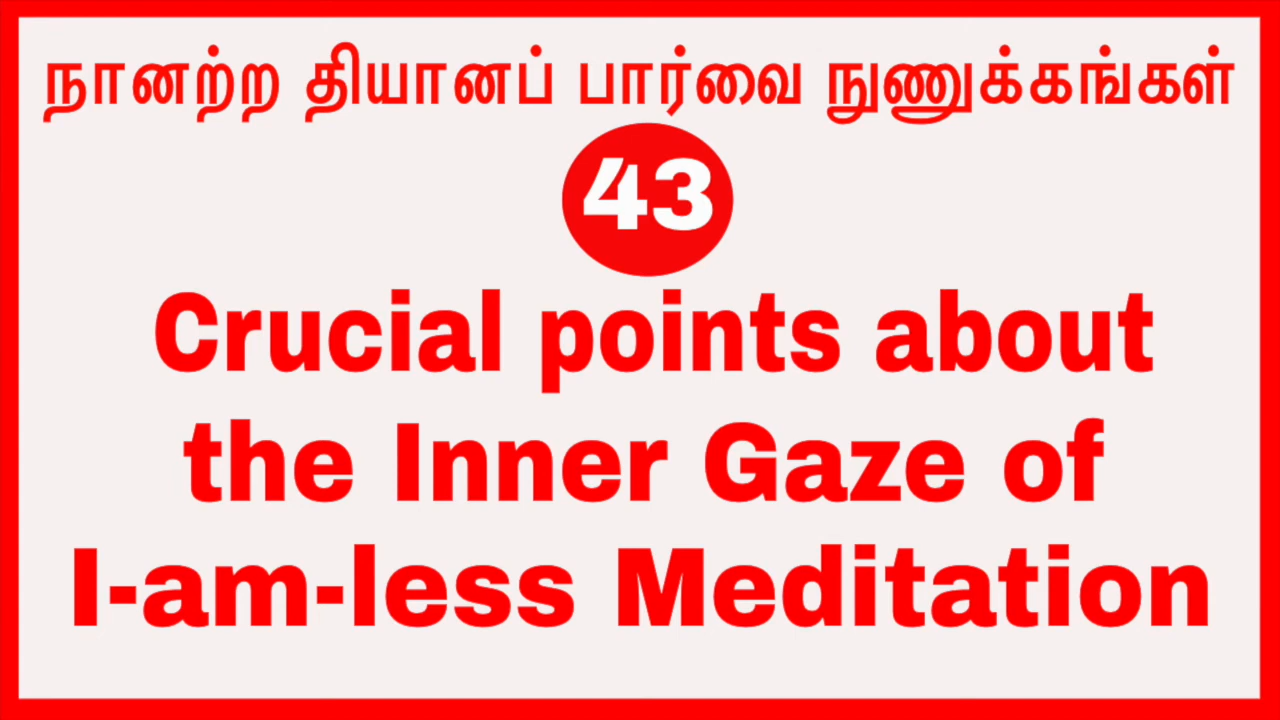 நானற்ற தியானப் பார்வை நுணுக்கங்கள்
43
Crucial points about
the Inner Gaze of
I-am-less Meditation